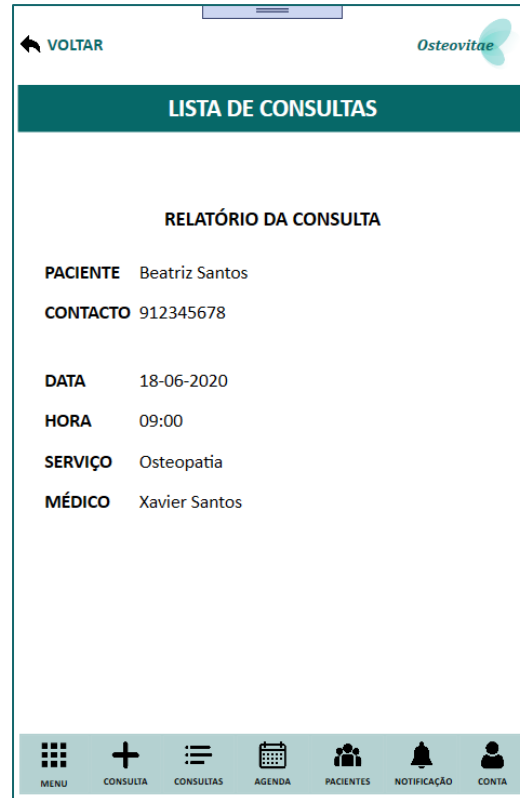 VOLTAR
Osteovitae
LISTA DE CONSULTAS
RELATÓRIO DA CONSULTA
PACIENTE Beatriz Santos
CONTACTO 912345678
DATA 18-06-2020
HORA 09:00
SERVIÇO Osteopatia
MÉDICO Xavier Santos
MENU CONSULTA CONSULTAS AGENDA PACIENTES NOTIFICAÇÃO CONTA